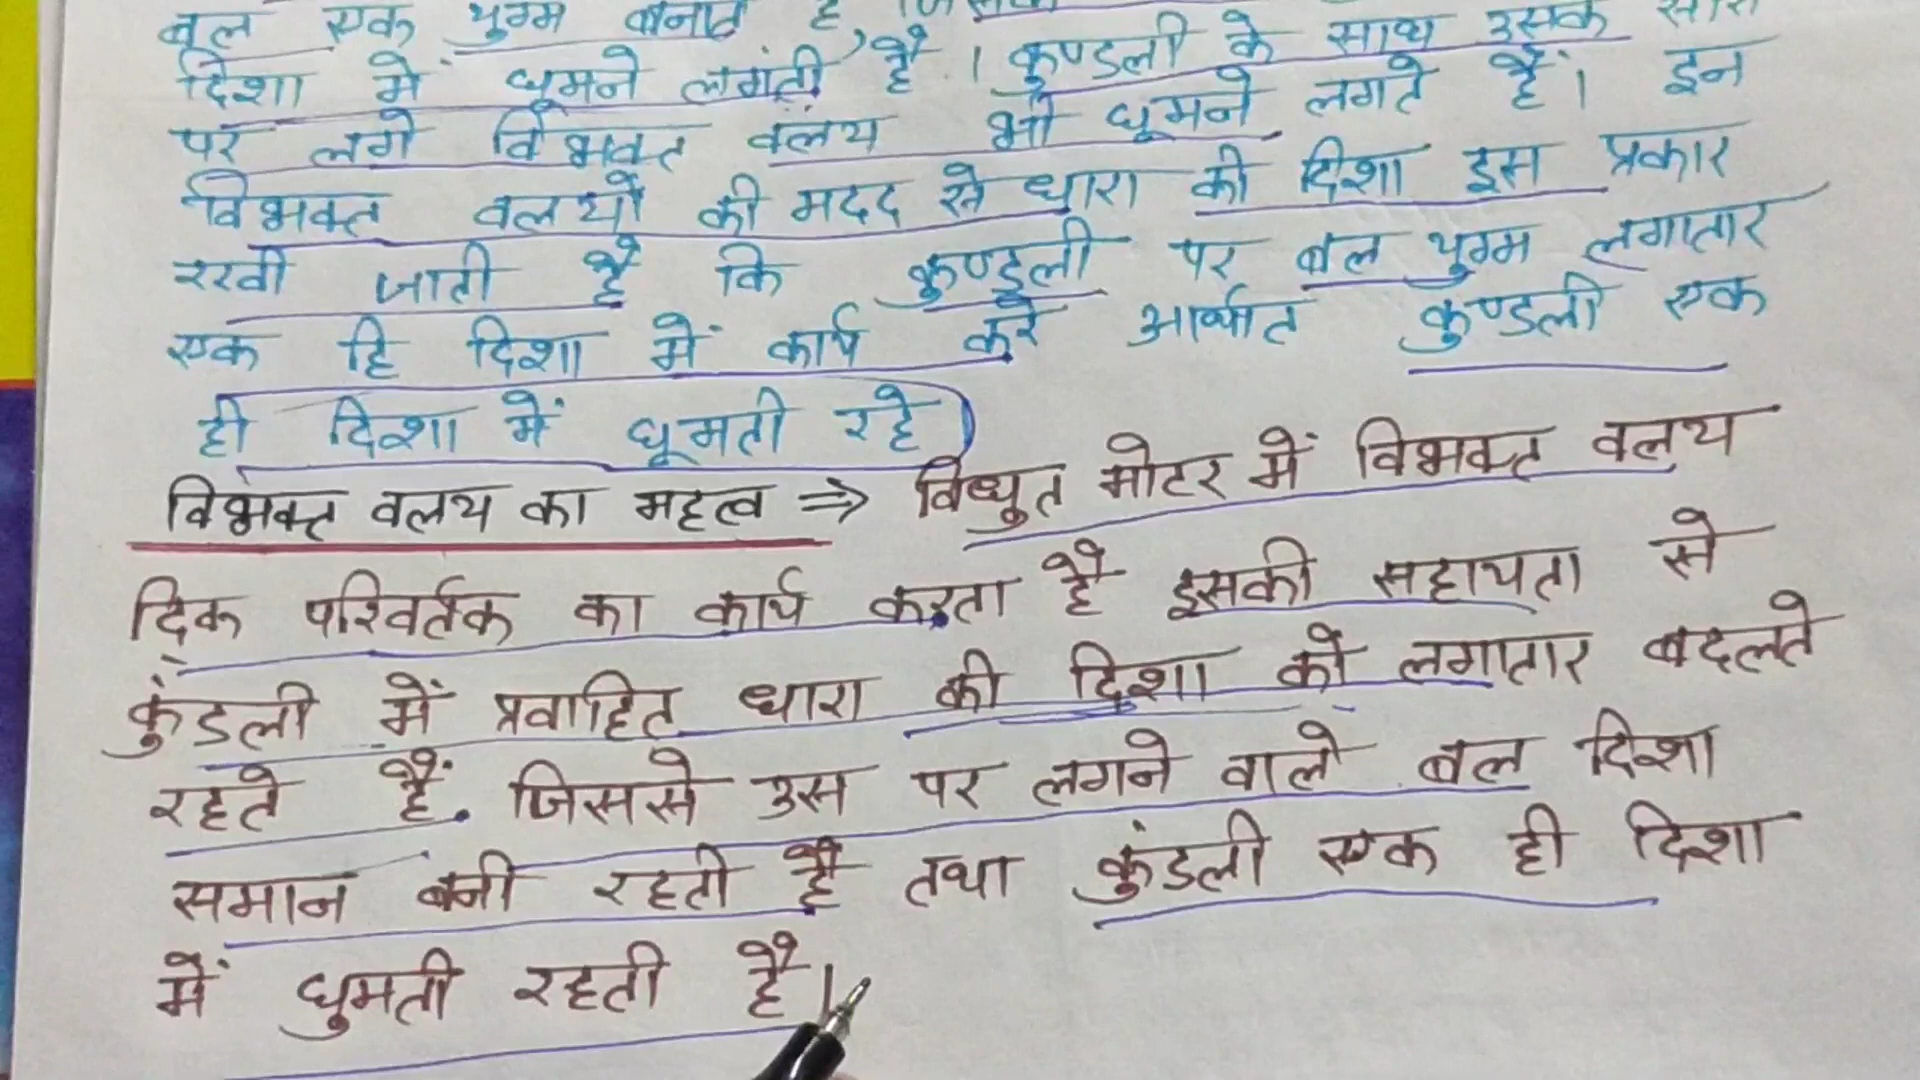 बल एक युग्म बनाते है,
दिशा में घूमने लगती है। कुण्डली के साथ उसके
पर लगे विभक्त वलय भी घूमने लगते हैं। इन
विभक्त वलयों की मदद से धारा की दिशा इस प्रकार
रखी जाती है कि कुण्डली पर बल युग्म लगातार
एक हि दिशा में कार्य करे अर्थात कुण्डली एक
ही दिशा में घूमती रहे
विभक्त वलय का महत्व ⇒ विधुत मोटर में विभक्त वलय
दिक परिवर्तक का कार्य करता है इसकी सहायता से
कुंडली में प्रवाहित धारा की दिशा को लगातार बदलते
रहते हैं. जिससे उस पर लगने वाले बल दिशा
समान बनी रहती है तथा कुंडली एक ही दिशा
में घुमती रहती है।